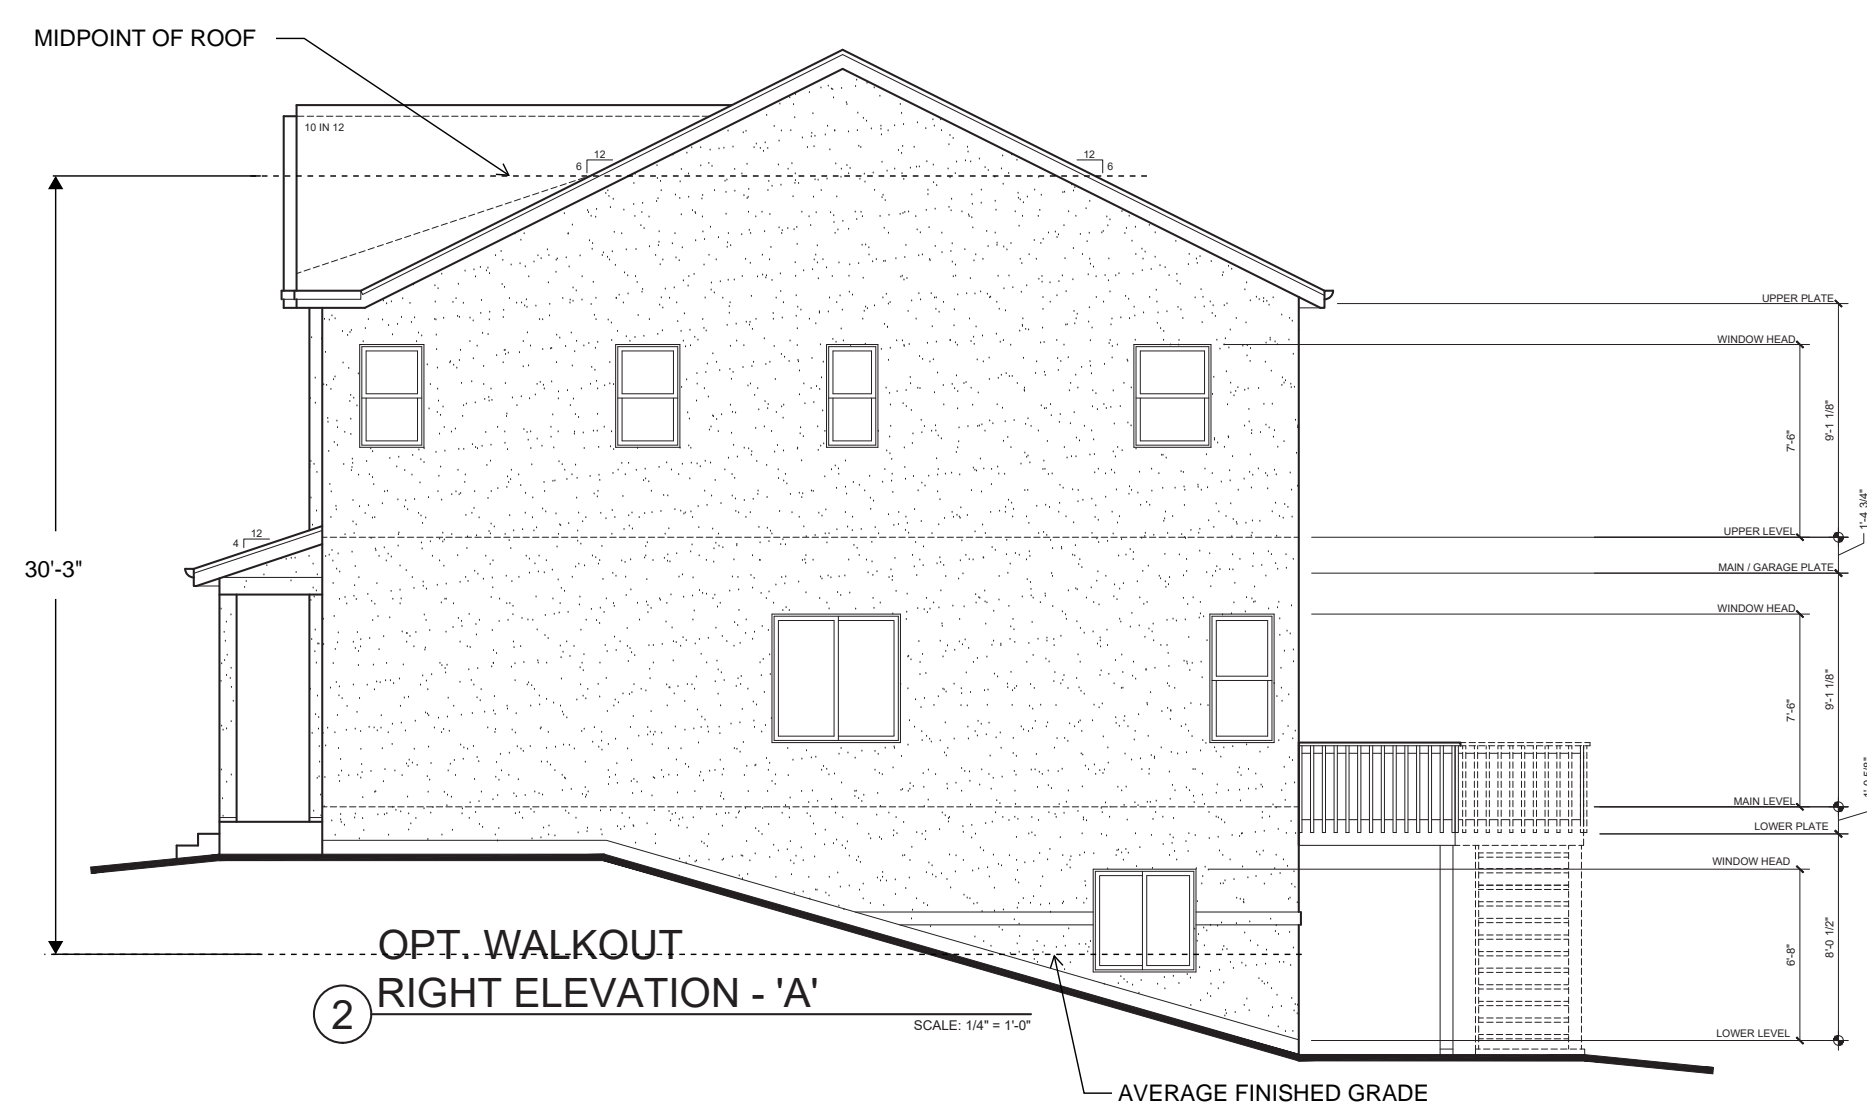 MIDPOINT OF ROOF
10 IN 12
12
6
12
6
UPPER PLATE
WINDOW HEAD
9'-1 1/8"
7'-6"
1'-4 3/4"
12
4
UPPER LEVEL
30'-3"
MAIN / GARAGE PLATE
WINDOW HEAD
9'-1 1/8"
7'-6"
MAIN LEVEL
LOWER PLATE
WINDOW HEAD
8'-0 1/2"
6'-8"
OPT. WALKOUT
RIGHT ELEVATION - 'A'
2
SCALE: 1/4" = 1'-0"
LOWER LEVEL
AVERAGE FINISHED GRADE